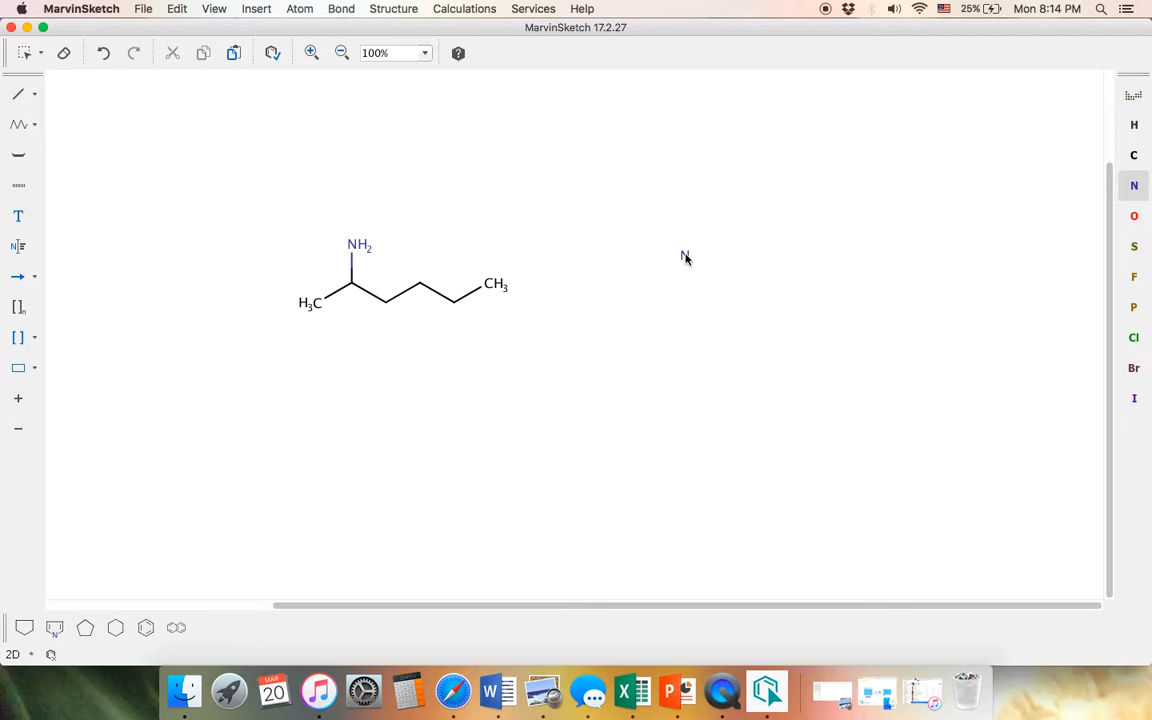 MarvinSketch File Edit View Insert Atom Bond Structure Calculations Services Help 25% Mon 8:14 PM
MarvinSketch 17.2.27
100%
H
C
N
O
S
F
P
Cl
Br
I
T
N
[ ]n
[ ]
NH2
H3C
CH3
N
N
2D *
MAR
20
W
X
P